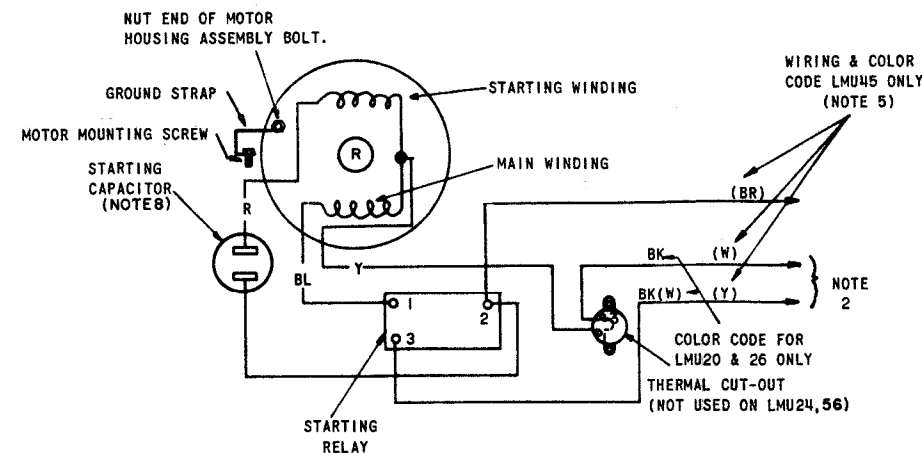 NUT END OF MOTOR
HOUSING ASSEMBLY BOLT.
WIRING & COLOR
CODE LMU45 ONLY
(NOTE 5)
GROUND STRAP
STARTING WINDING
MOTOR MOUNTING SCREW
R
MAIN WINDING
STARTING
CAPACITOR
(NOTE 8)
R
(BR)
BL
Y
BK
(W)
BK(W)
(Y)
NOTE
2
1
2
3
COLOR CODE FOR
LMU20 & 26 ONLY
THERMAL CUT-OUT
(NOT USED ON LMU24,56)
STARTING
RELAY